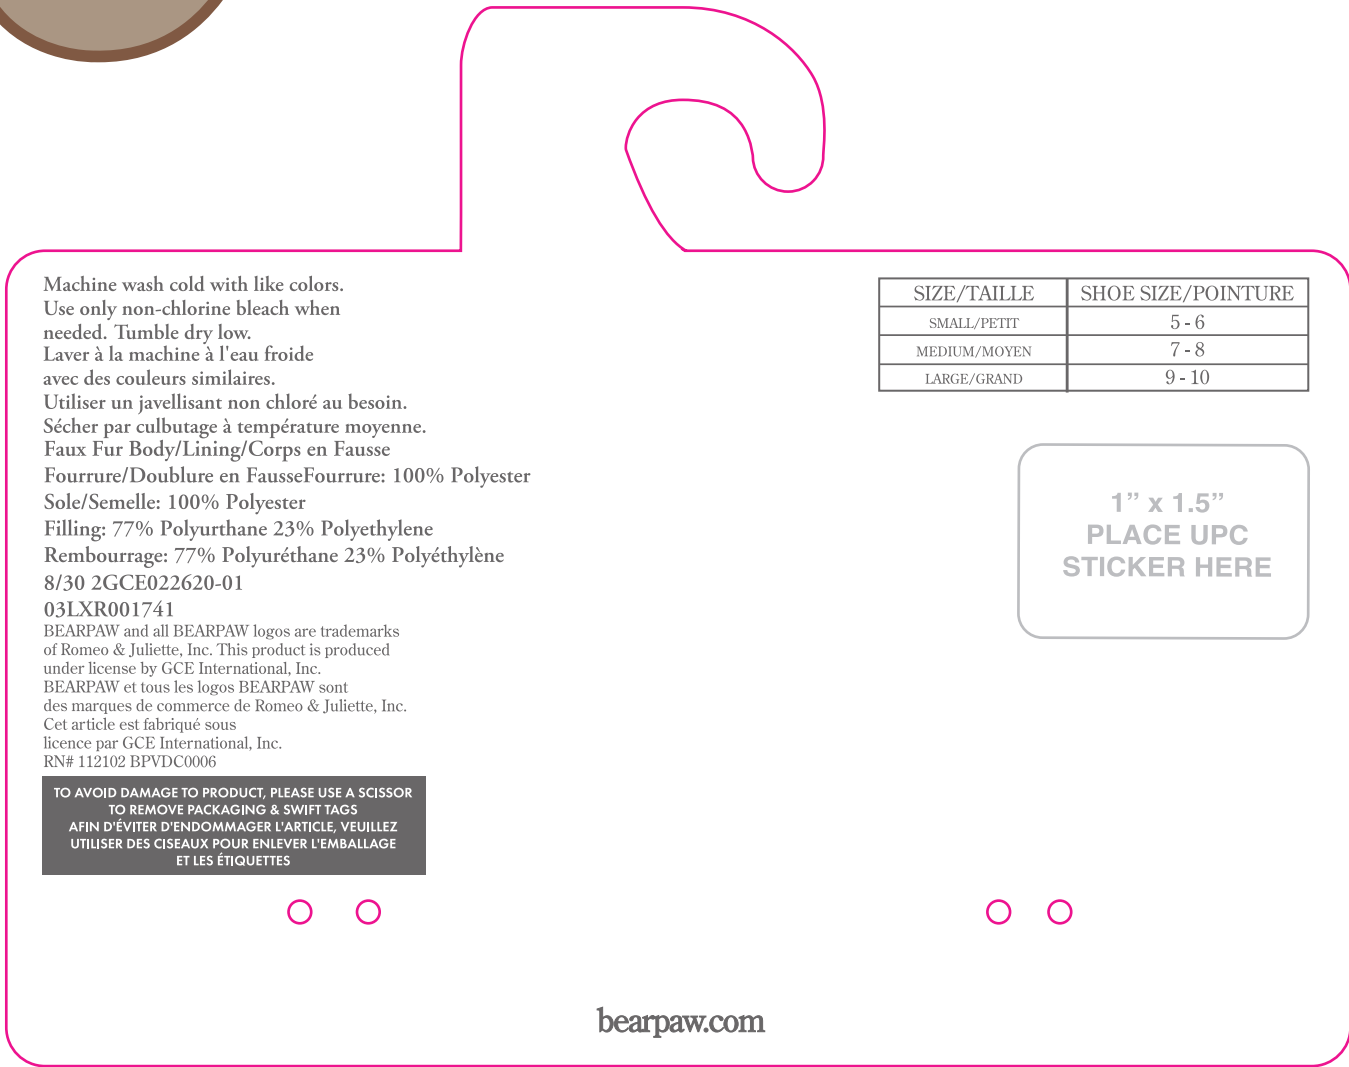 Machine wash cold with like colors.
Use only non-chlorine bleach when
needed. Tumble dry low.
Laver à la machine à l'eau froide
avec des couleurs similaires.
Utiliser un javellisant non chloré au besoin.
Sécher par culbutage à température moyenne.
Faux Fur Body/Lining/Corps en Fausse
Fourrure/Doublure en FausseFourrure: 100% Polyester
Sole/Semelle: 100% Polyester
Filling: 77% Polyurthane 23% Polyethylene
Rembourrage: 77% Polyuréthane 23% Polyéthylène
8/30 2GCE022620-01
03LXR001741
BEARPAW and all BEARPAW logos are trademarks
of Romeo & Juliette, Inc. This product is produced
under license by GCE International, Inc.
BEARPAW et tous les logos BEARPAW sont
des marques de commerce de Romeo & Juliette, Inc.
Cet article est fabriqué sous
licence par GCE International, Inc.
RN# 112102 BPVDC0006
TO AVOID DAMAGE TO PRODUCT, PLEASE USE A SCISSOR
TO REMOVE PACKAGING & SWIFT TAGS
AFIN D'ÉVITER D'ENDOMMAGER L'ARTICLE, VEUILLEZ
UTILISER DES CISEAUX POUR ENLEVER L'EMBALLAGE
ET LES ÉTIQUETTES
SIZE/TAILLE SHOE SIZE/POINTURE
SMALL/PETIT 5 - 6
MEDIUM/MOYEN 7 - 8
LARGE/GRAND 9 - 10
1” x 1.5”
PLACE UPC
STICKER HERE
bearpaw.com